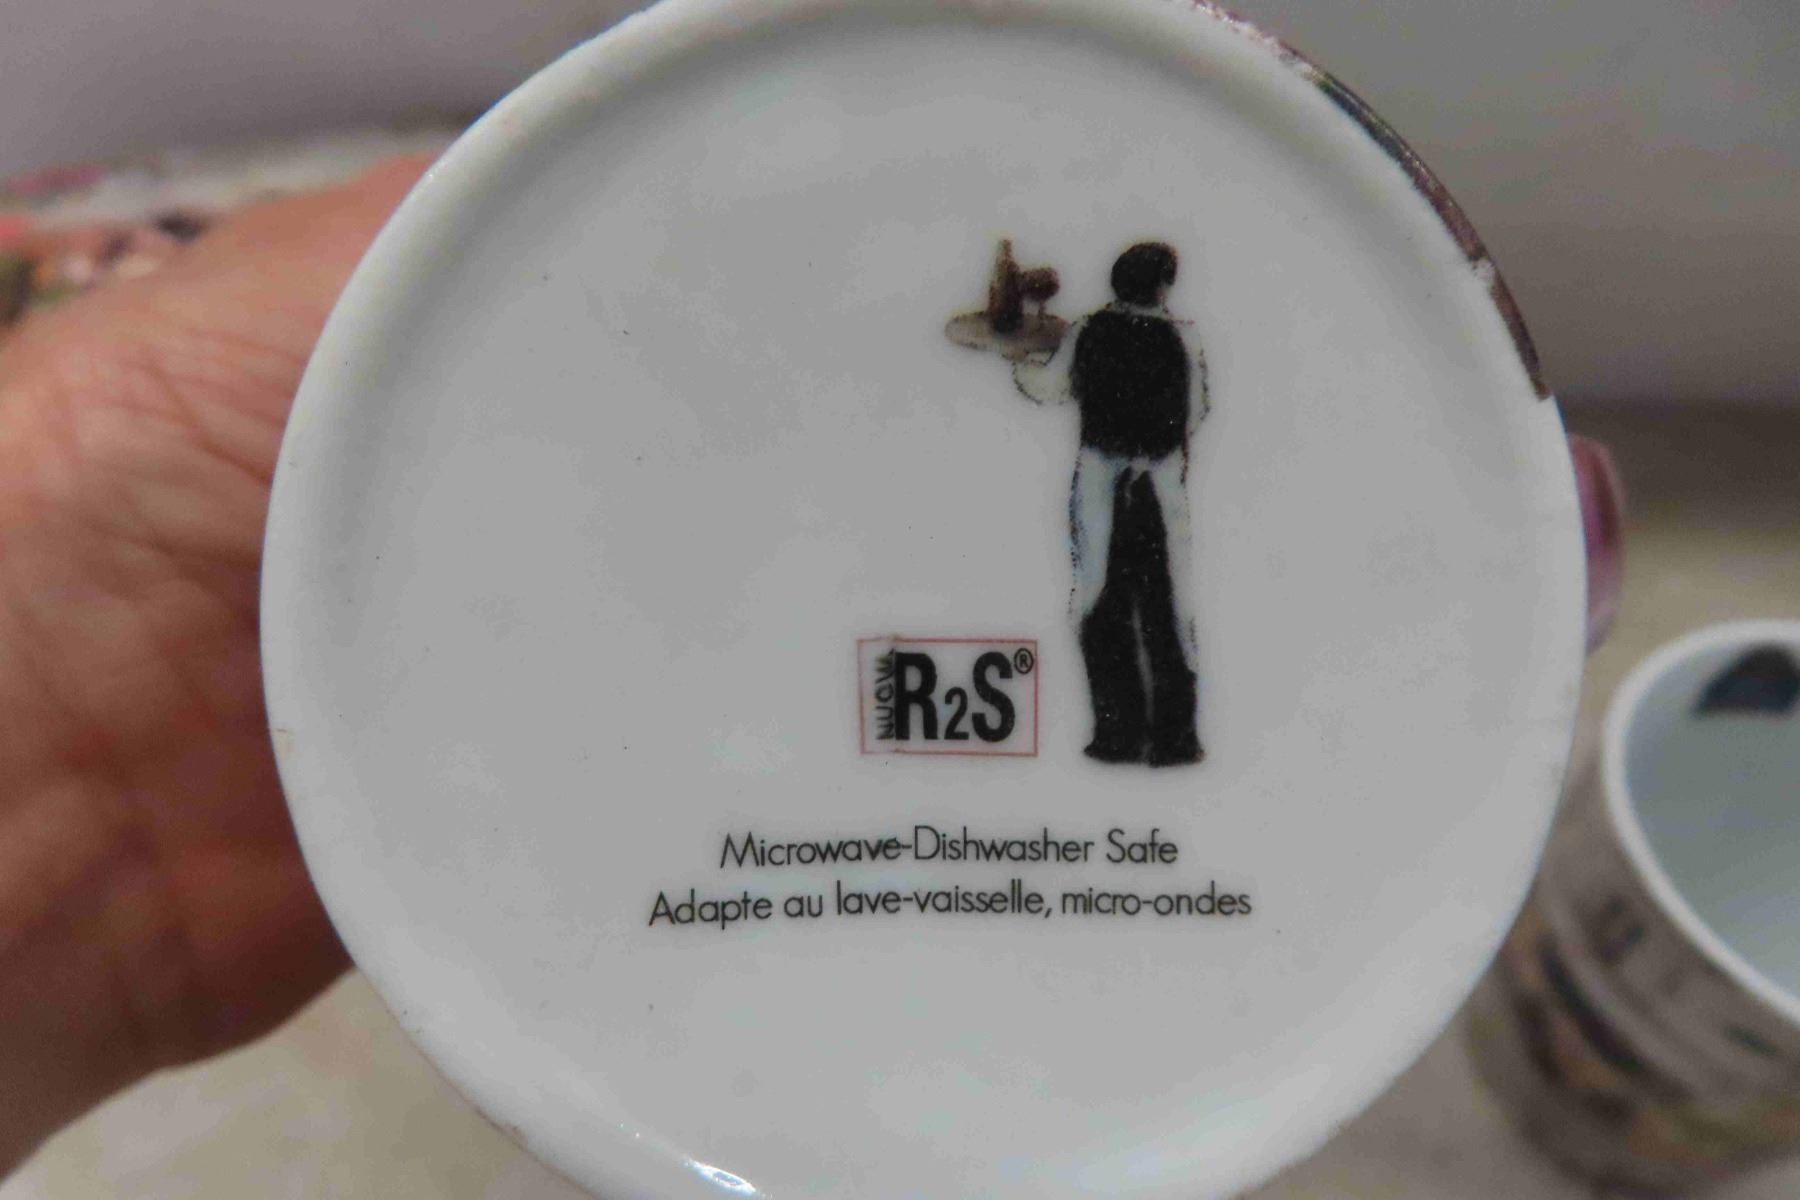 NUOVA R2S®
Microwave-Dishwasher Safe
Adapte au lave-vaisselle, micro-ondes